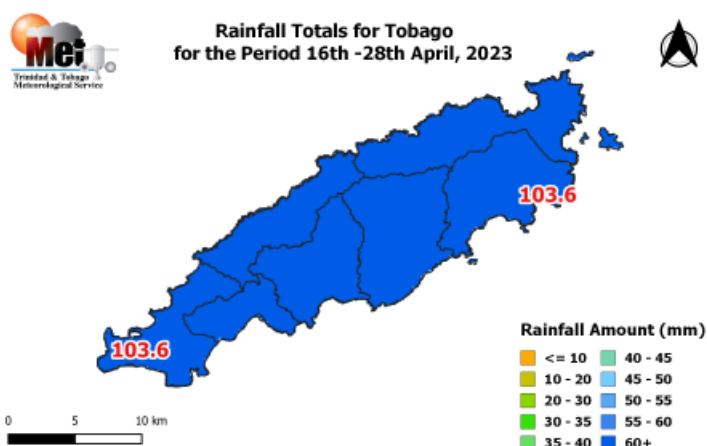 Rainfall Totals for Tobago
for the Period 16th -28th April, 2023
Met
Trinidad & Tobago
Meteorological Service
103.6
103.6
Rainfall Amount (mm)
<= 10 40 - 45
10 - 20 45 - 50
20 - 30 50 - 55
30 - 35 55 - 60
35 - 40 60+
0 5 10 km